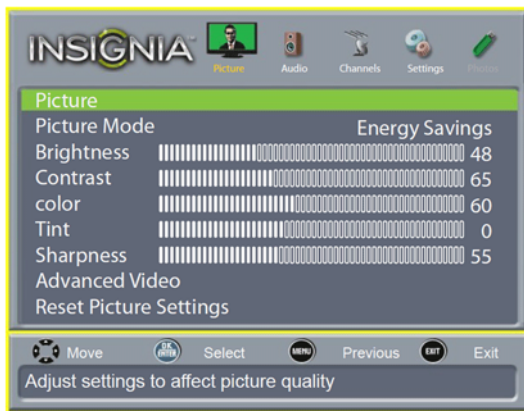 INSIGNIA
Picture Audio Channels Settings Photos
Picture
Picture Mode Energy Savings
Brightness 48
Contrast 65
color 60
Tint 0
Sharpness 55
Advanced Video
Reset Picture Settings
Move OK ENTER Select MENU Previous EXIT Exit
Adjust settings to affect picture quality